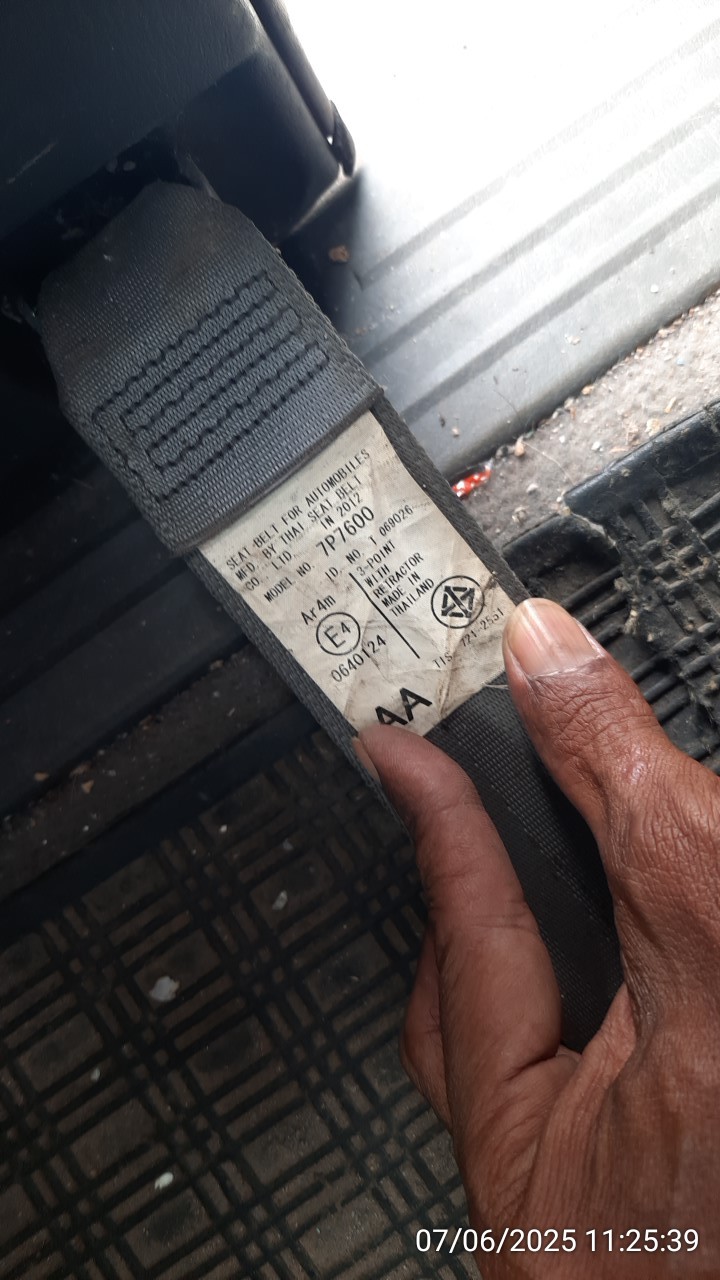 SEAT BELT FOR AUTOMOBILES
MFD. BY THAI SEAT BELT
CO., LTD. IN 2012
MODEL NO. 7P7600
ID. NO. T 069026
Ar4m
E4
0640124
3-POINT
WITH
RETRACTOR
MADE IN
THAILAND
TIS 721-2551
AA
07/06/2025 11:25:39